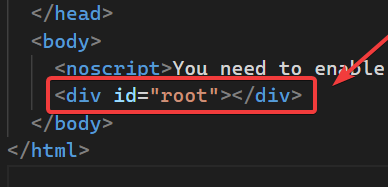 </head>
<body>
<noscript>You need to enable
<div id="root"></div>
</body>
</html>